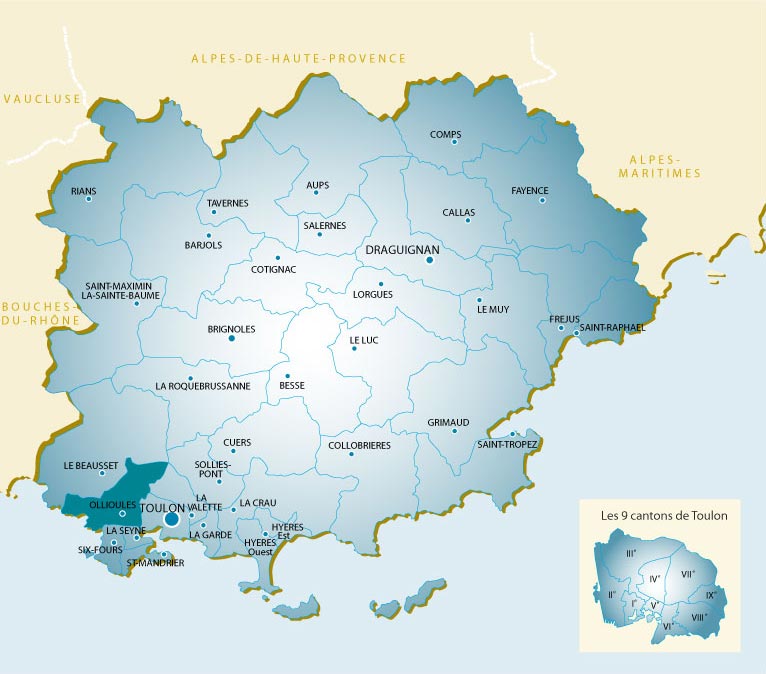 ALPES-DE-HAUTE-PROVENCE
VAUCLUSE
COMPS
ALPES-
MARITIMES
RIANS
AUPS
FAYENCE
TAVERNES
CALLAS
SALERNES
BARJOLS
DRAGUIGNAN
COTIGNAC
SAINT-MAXIMIN
LA-SAINTE-BAUME
LORGUES
BOUCHES-
DU-RHÔNE
LE MUY
FREJUS
SAINT-RAPHAEL
BRIGNOLES
LE LUC
LA ROQUEBRUSSANNE
BESSE
GRIMAUD
CUERS
COLLOBRIERES
SAINT-TROPEZ
LE BEAUSSET
SOLLIES-
PONT
OLLIOULES
TOULON
LA
VALETTE
LA CRAU
LA SEYNE
LA GARDE
HYERES
Est
HYERES
Ouest
SIX-FOURS
ST-MANDRIER
Les 9 cantons de Toulon
III°
IV°
VII°
II°
I°
V°
IX°
VI°
VIII°